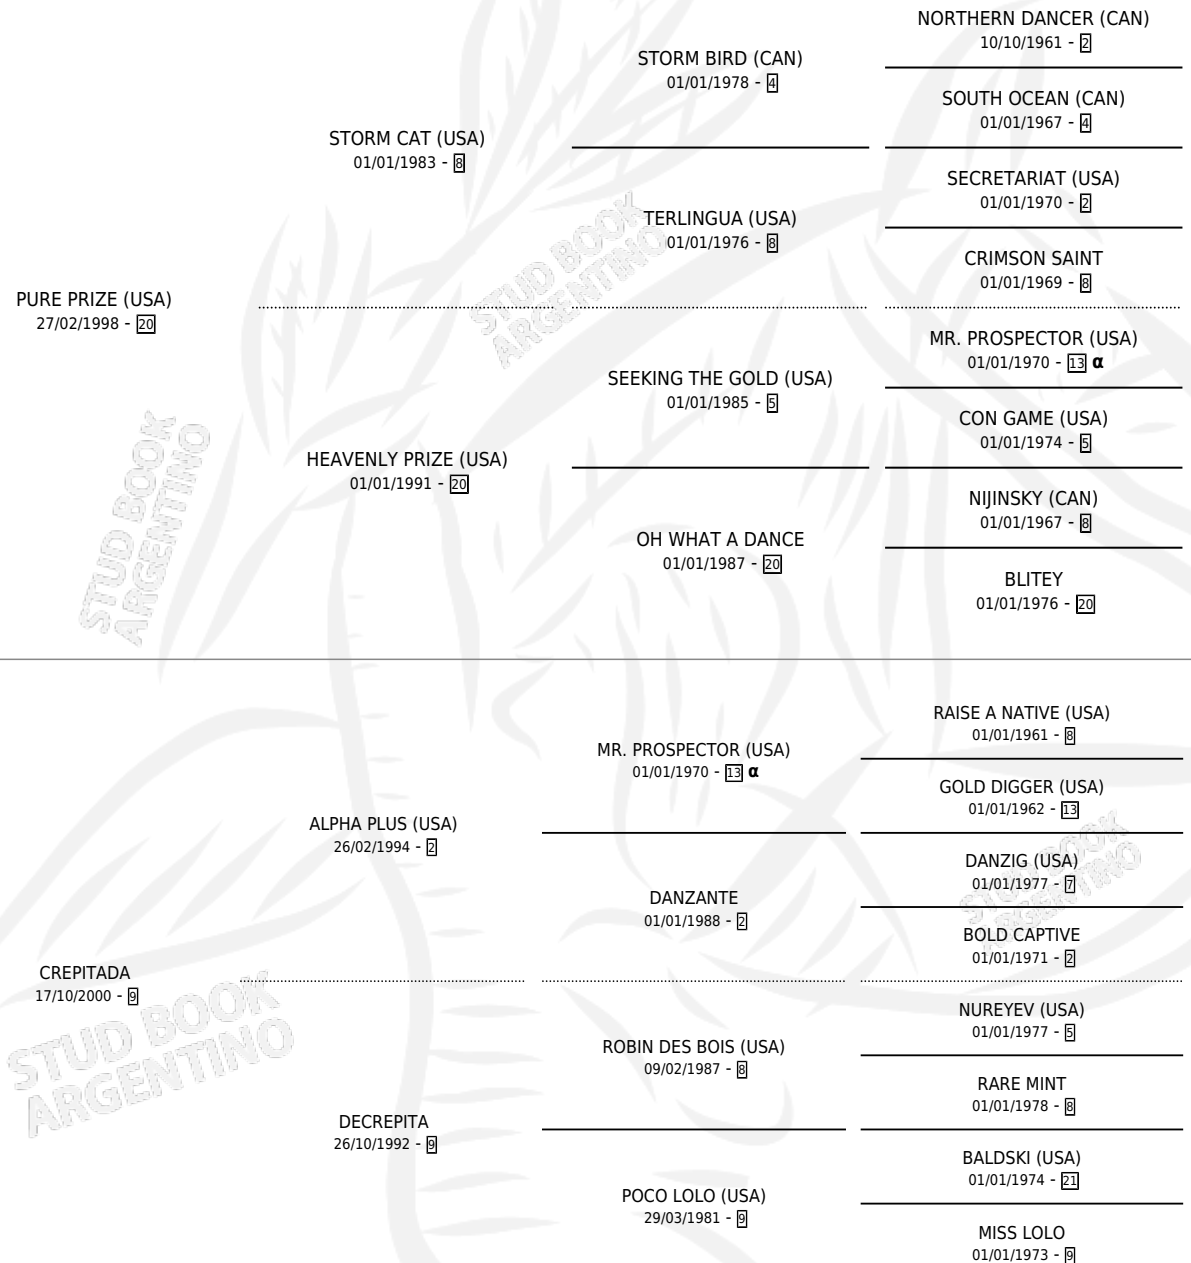 NORTHERN DANCER (CAN)
10/10/1961 - 2
STORM BIRD (CAN)
01/01/1978 - 4
SOUTH OCEAN (CAN)
01/01/1967 - 4
STORM CAT (USA)
01/01/1983 - 8
SECRETARIAT (USA)
01/01/1970 - 2
TERLINGUA (USA)
01/01/1976 - 8
CRIMSON SAINT
01/01/1969 - 8
PURE PRIZE (USA)
27/02/1998 - 20
MR. PROSPECTOR (USA)
01/01/1970 - 13 α
SEEKING THE GOLD (USA)
01/01/1985 - 5
CON GAME (USA)
01/01/1974 - 5
HEAVENLY PRIZE (USA)
01/01/1991 - 20
NIJINSKY (CAN)
01/01/1967 - 8
OH WHAT A DANCE
01/01/1987 - 20
BLITEY
01/01/1976 - 20
RAISE A NATIVE (USA)
01/01/1961 - 8
MR. PROSPECTOR (USA)
01/01/1970 - 13 α
GOLD DIGGER (USA)
01/01/1962 - 13
ALPHA PLUS (USA)
26/02/1994 - 2
DANZIG (USA)
01/01/1977 - 7
DANZANTE
01/01/1988 - 2
BOLD CAPTIVE
01/01/1971 - 2
CREPITADA
17/10/2000 - 9
NUREYEV (USA)
01/01/1977 - 5
ROBIN DES BOIS (USA)
09/02/1987 - 8
RARE MINT
01/01/1978 - 8
DECREPITA
26/10/1992 - 9
BALDSKI (USA)
01/01/1974 - 21
POCO LOLO (USA)
29/03/1981 - 9
MISS LOLO
01/01/1973 - 9
STUD BOOK
ARGENTINO
STUD BOOK
ARGENTINO
STUD BOOK
ARGENTINO
STUD BOOK
ARGENTINO